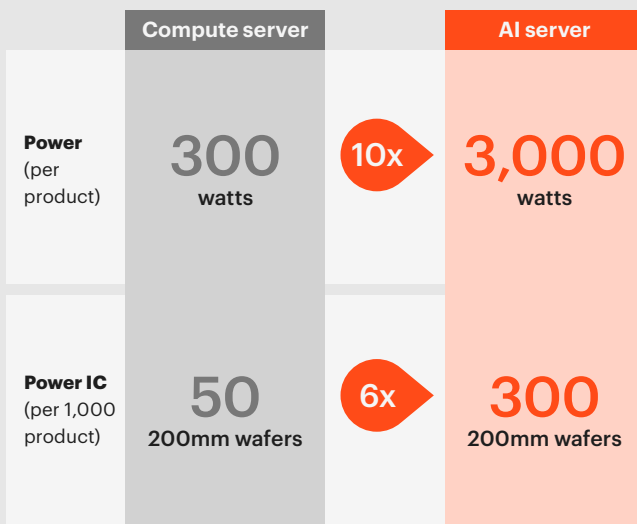 Compute server
AI server
Power
(per
product)
300
watts
10x
3,000
watts
Power IC
(per 1,000
product)
50
200mm wafers
6x
300
200mm wafers